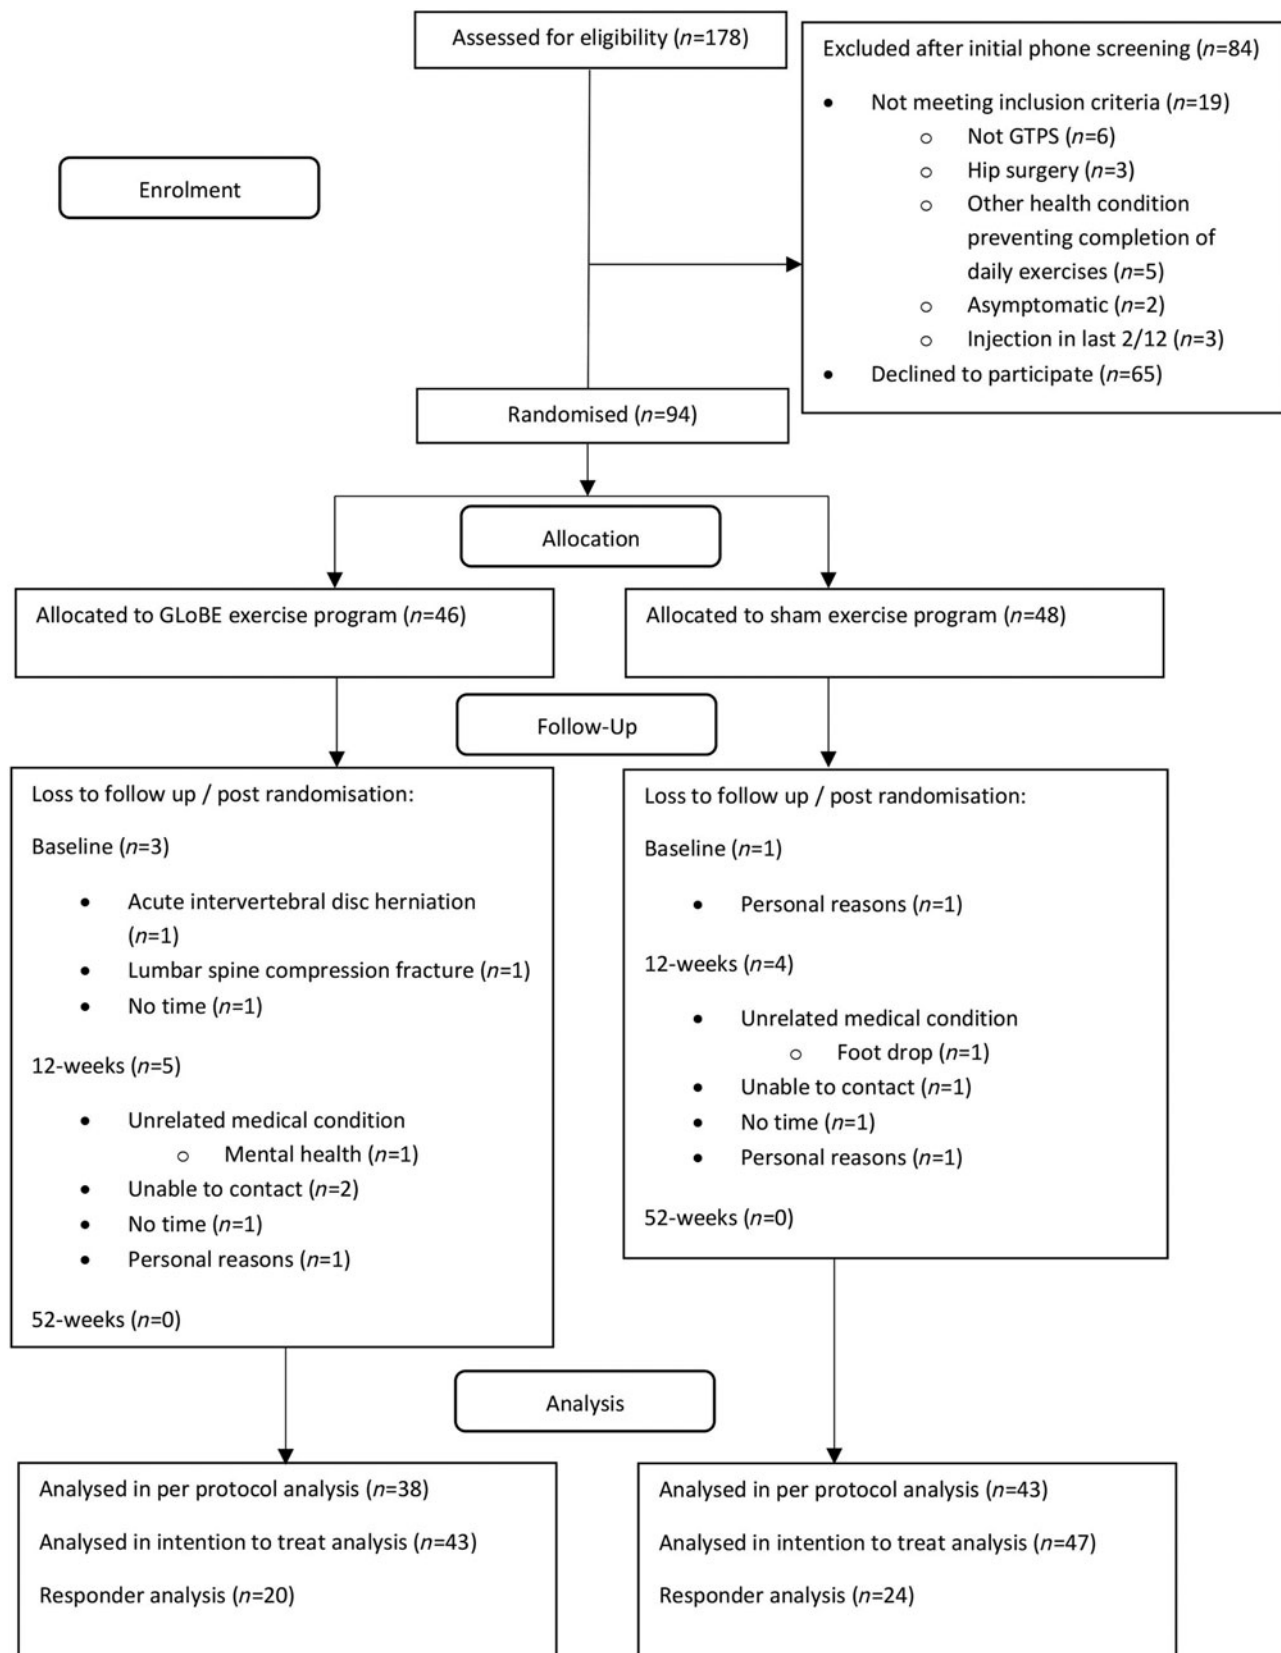 Assessed for eligibility (n=178)
Excluded after initial phone screening (n=84)
• Not meeting inclusion criteria (n=19)
o Not GTPS (n=6)
o Hip surgery (n=3)
o Other health condition
preventing completion of
daily exercises (n=5)
o Asymptomatic (n=2)
o Injection in last 2/12 (n=3)
• Declined to participate (n=65)
Enrolment
Randomised (n=94)
Allocation
Allocated to GLoBE exercise program (n=46)
Allocated to sham exercise program (n=48)
Follow-Up
Loss to follow up / post randomisation:
Baseline (n=3)
• Acute intervertebral disc herniation
(n=1)
• Lumbar spine compression fracture (n=1)
• No time (n=1)
12-weeks (n=5)
• Unrelated medical condition
o Mental health (n=1)
• Unable to contact (n=2)
• No time (n=1)
• Personal reasons (n=1)
52-weeks (n=0)
Loss to follow up / post randomisation:
Baseline (n=1)
• Personal reasons (n=1)
12-weeks (n=4)
• Unrelated medical condition
o Foot drop (n=1)
• Unable to contact (n=1)
• No time (n=1)
• Personal reasons (n=1)
52-weeks (n=0)
Analysis
Analysed in per protocol analysis (n=38)
Analysed in intention to treat analysis (n=43)
Responder analysis (n=20)
Analysed in per protocol analysis (n=43)
Analysed in intention to treat analysis (n=47)
Responder analysis (n=24)